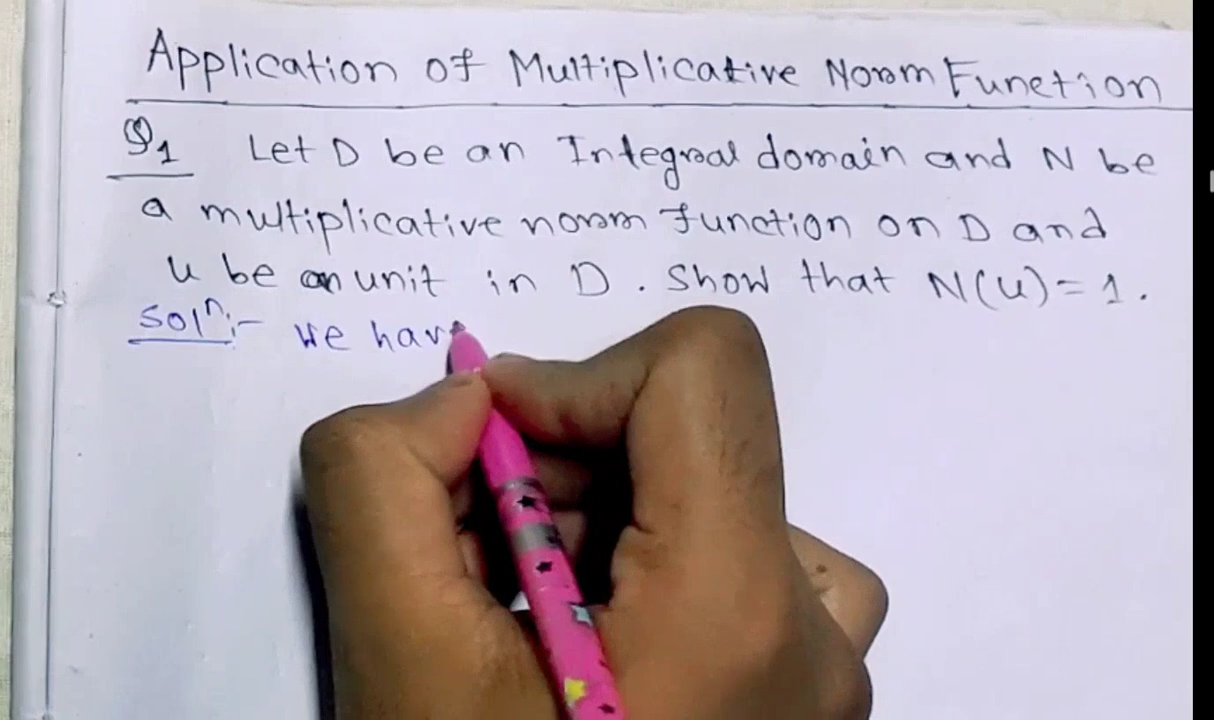 Application of Multiplicative Norm Function
Q1 Let D be an Integral domain and N be
a multiplicative norm function on D and
u be an unit in D. Show that N(u)=1.
Solⁿ:- We have